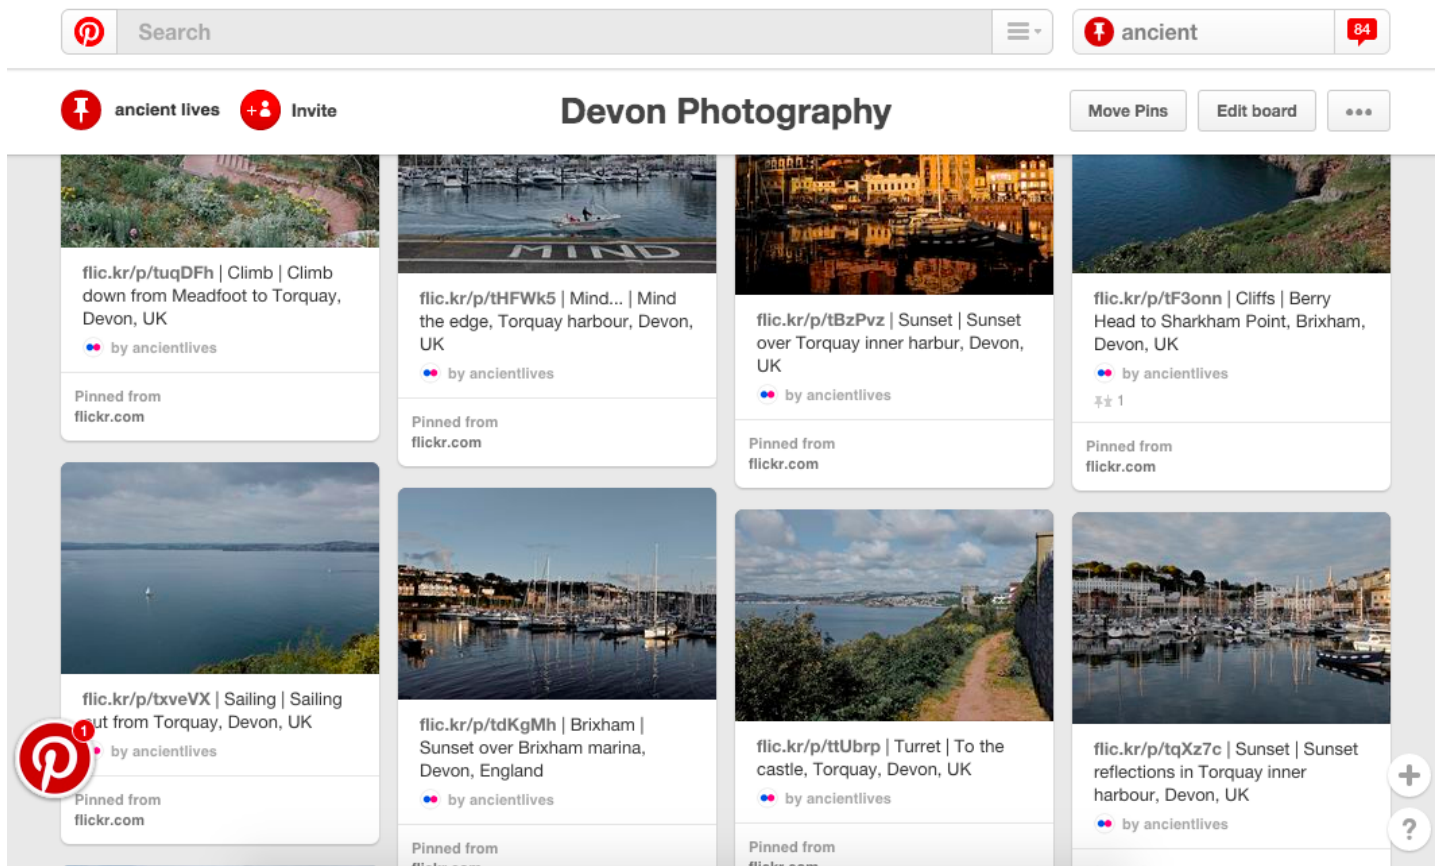 Search
ancient
84
ancient lives
Invite
Devon Photography
Move Pins
Edit board
flic.kr/p/tuqDFh | Climb | Climb
down from Meadfoot to Torquay,
Devon, UK
by ancientlives
Pinned from
flickr.com
MIND
flic.kr/p/tHFWk5 | Mind... | Mind
the edge, Torquay harbour, Devon,
UK
by ancientlives
Pinned from
flickr.com
flic.kr/p/tBzPvz | Sunset | Sunset
over Torquay inner harbur, Devon,
UK
by ancientlives
Pinned from
flickr.com
flic.kr/p/tF3onn | Cliffs | Berry
Head to Sharkham Point, Brixham,
Devon, UK
by ancientlives
1
Pinned from
flickr.com
flic.kr/p/txveVX | Sailing | Sailing
out from Torquay, Devon, UK
1
by ancientlives
Pinned from
flickr.com
flic.kr/p/tdKgMh | Brixham |
Sunset over Brixham marina,
Devon, England
by ancientlives
Pinned from
flickr.com
flic.kr/p/ttUbrp | Turret | To the
castle, Torquay, Devon, UK
by ancientlives
Pinned from
flickr.com
flic.kr/p/tqXz7c | Sunset | Sunset
reflections in Torquay inner
harbour, Devon, UK
by ancientlives
?